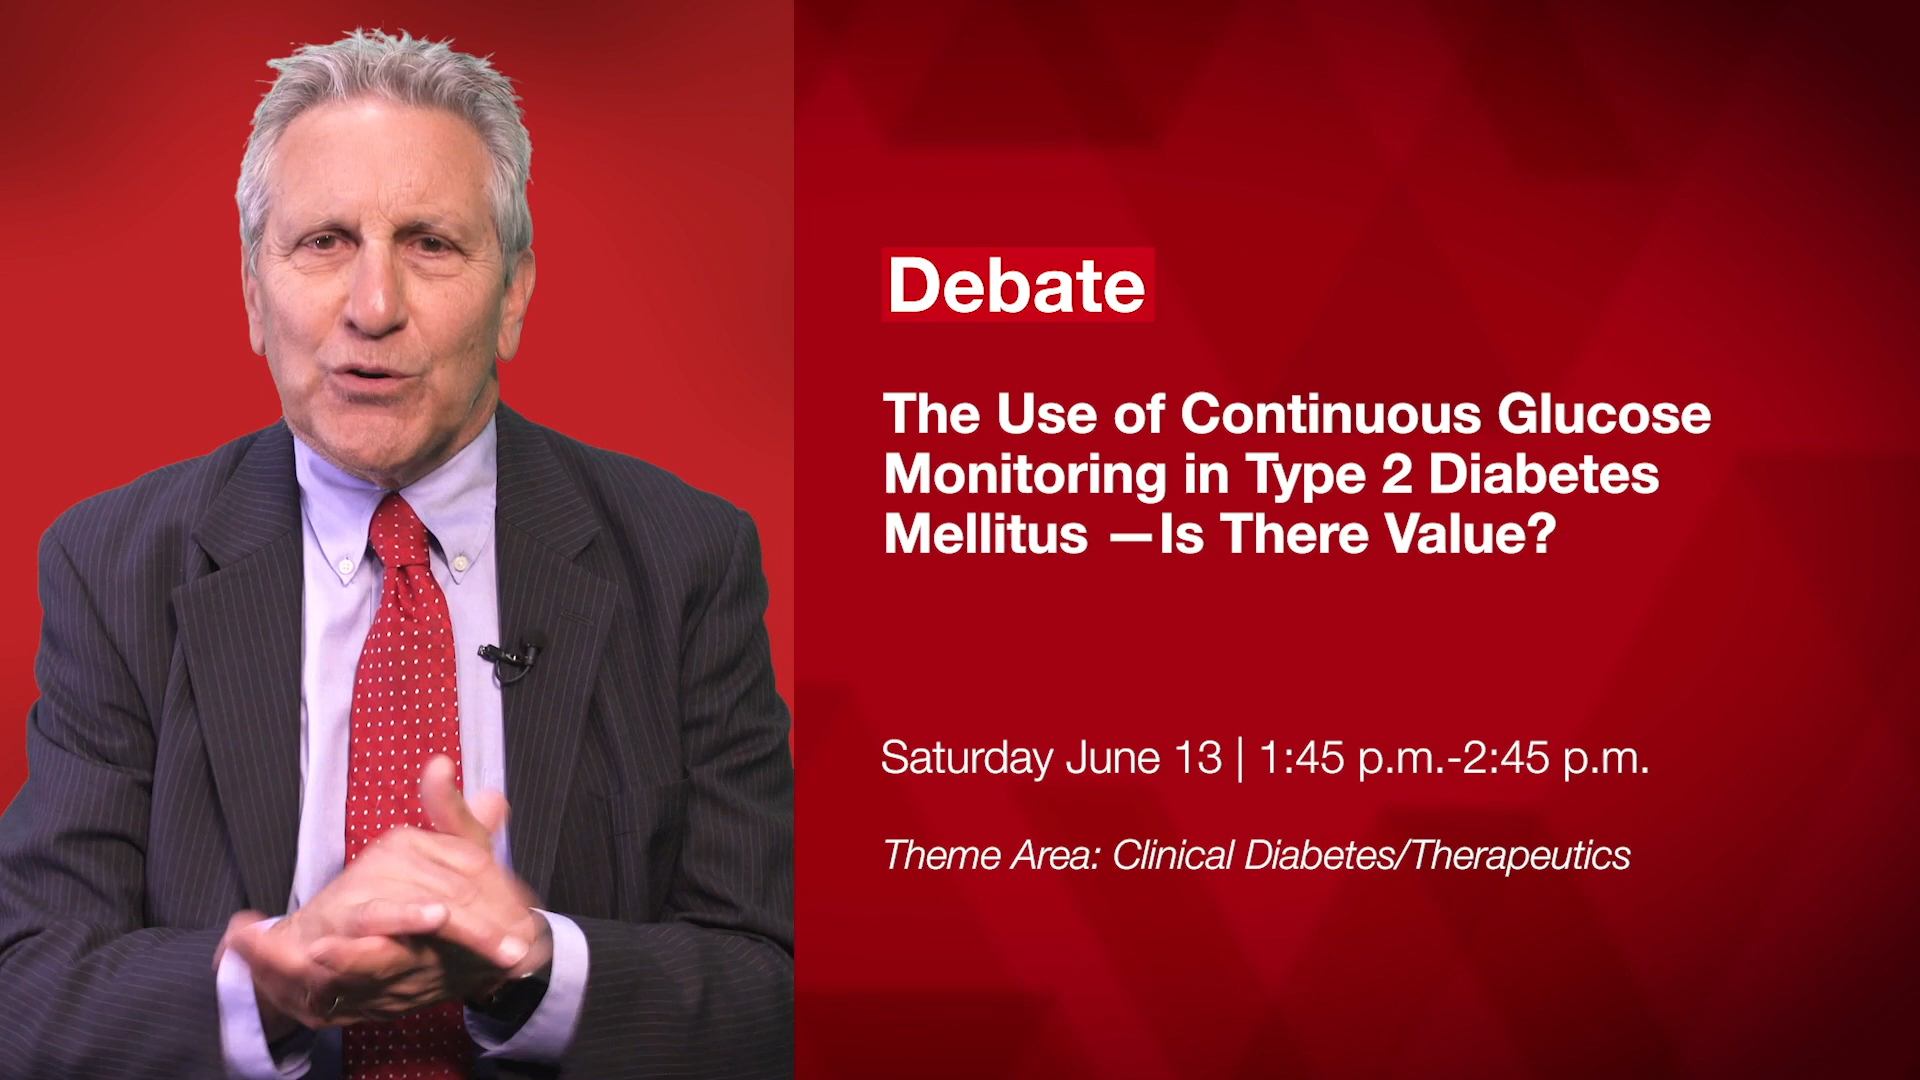 Debate
The Use of Continuous Glucose
Monitoring in Type 2 Diabetes
Mellitus —Is There Value?
Saturday June 13 | 1:45 p.m.-2:45 p.m.
Theme Area: Clinical Diabetes/Therapeutics